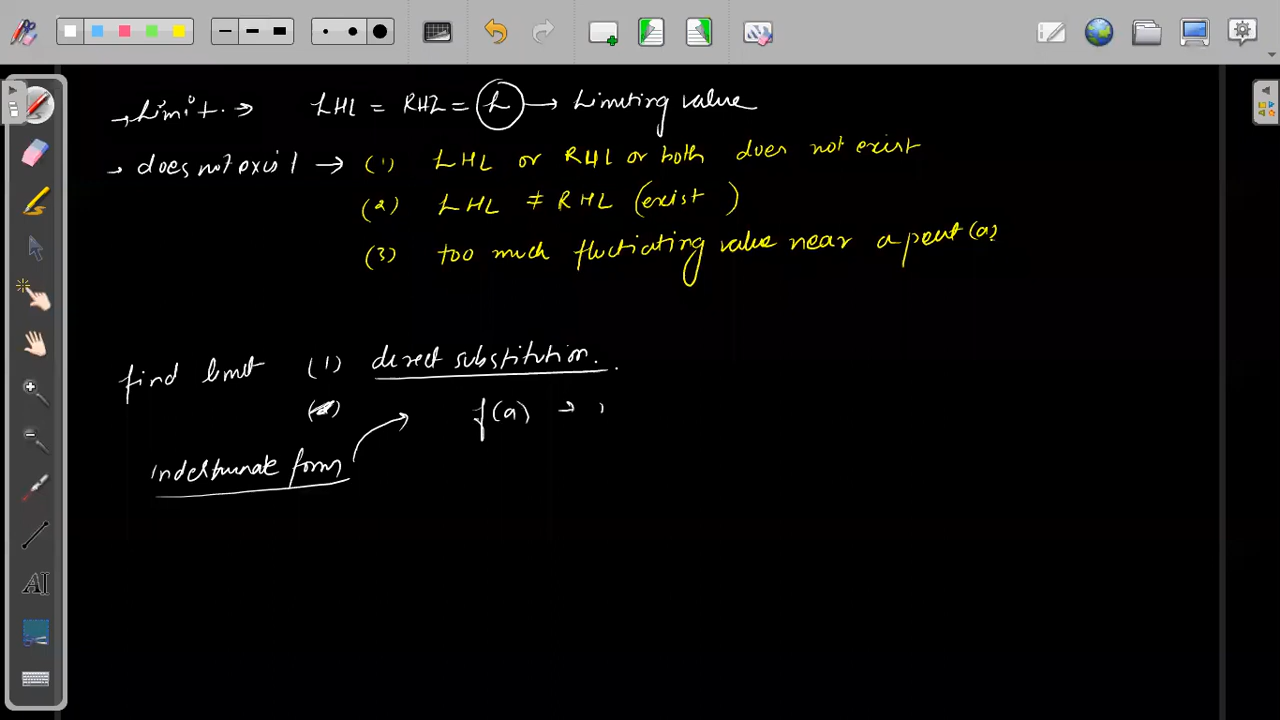 → Limit. → LHL = RHL = L → Limiting value
→ does not exist → (1) LHL or RHL or both does not exist
(2) LHL ≠ RHL (exist )
(3) too much fluctiating value near a point (a)
find limit (1) direct substitution.
f(a) →
indeterminate form